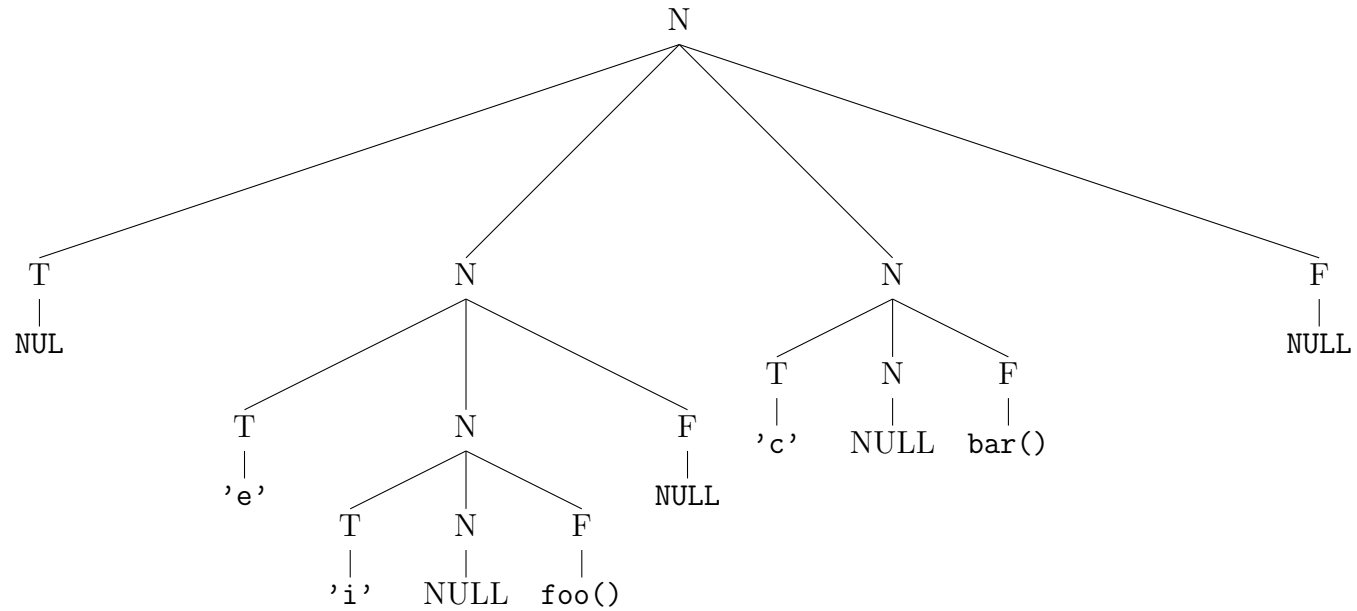 N
T N N F
NUL NULL
T N F
'c' NULL bar()
T N F
'e' NULL
T N F
'i' NULL foo()